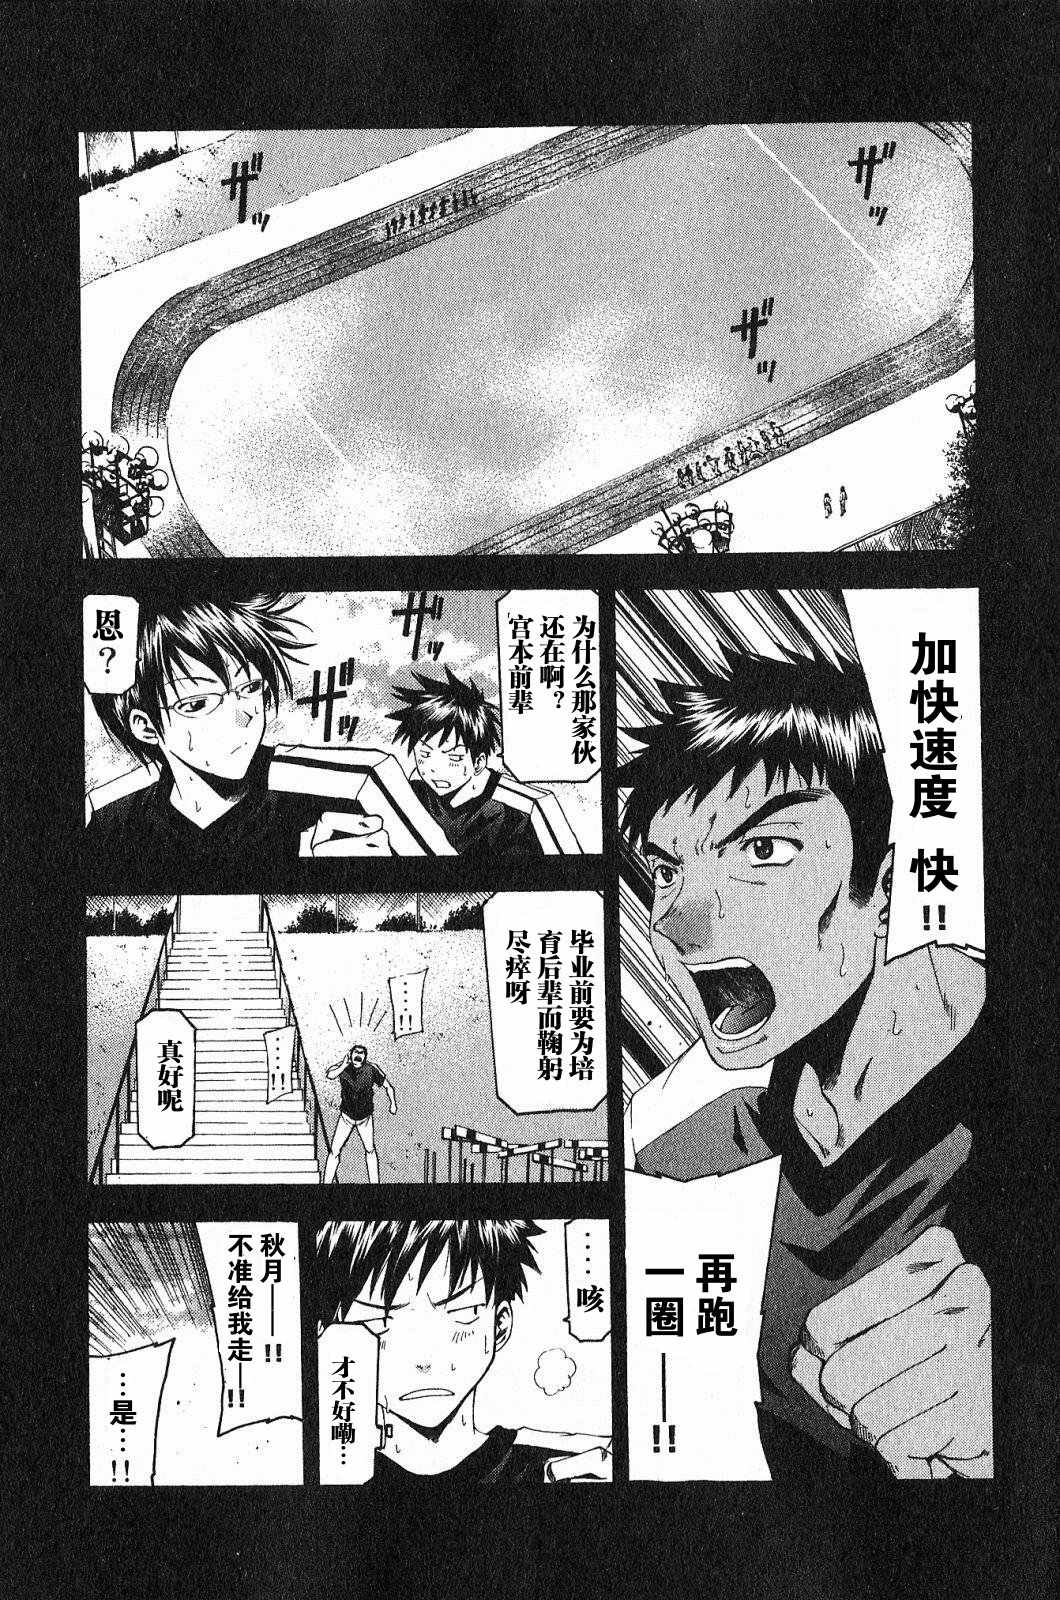 ザッ
ザッ
ザッ
加快速度 快!!
再跑
一圈——!!
为什么那家伙
还在啊?
宫本前辈
ザッ
ザッ
恩?
毕业前要为培
育后辈而鞠躬
尽瘁呀
‥‥!!
‥‥!!
真好呢
‥‥咳
才不好嘞…
秋月——!!
不准给我走—!!
…是…!!